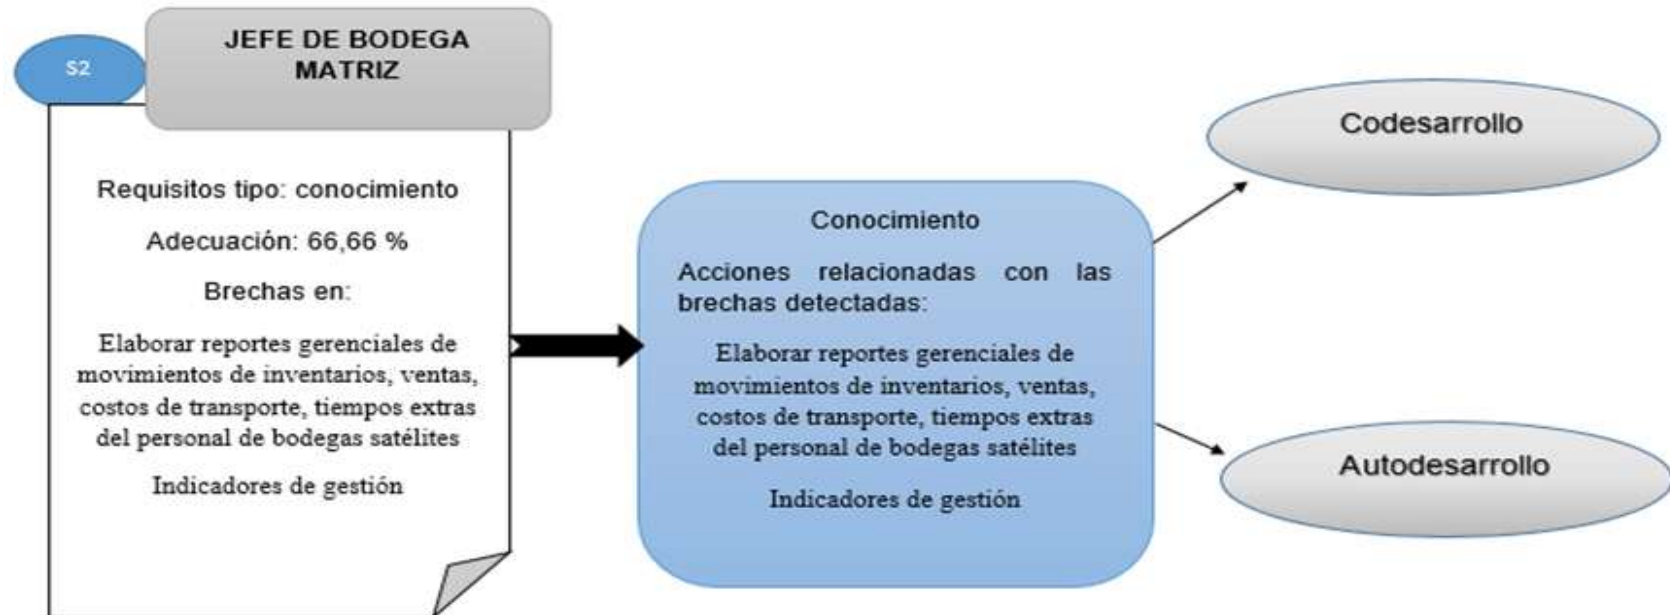 S2
JEFE DE BODEGA
MATRIZ
Requisitos tipo: conocimiento
Adecuación: 66,66 %
Brechas en:
Elaborar reportes gerenciales de
movimientos de inventarios, ventas,
costos de transporte, tiempos extras
del personal de bodegas satélites
Indicadores de gestión
Conocimiento
Acciones relacionadas con las
brechas detectadas:
Elaborar reportes gerenciales de
movimientos de inventarios, ventas,
costos de transporte, tiempos extras
del personal de bodegas satélites
Indicadores de gestión
Codesarrollo
Autodesarrollo